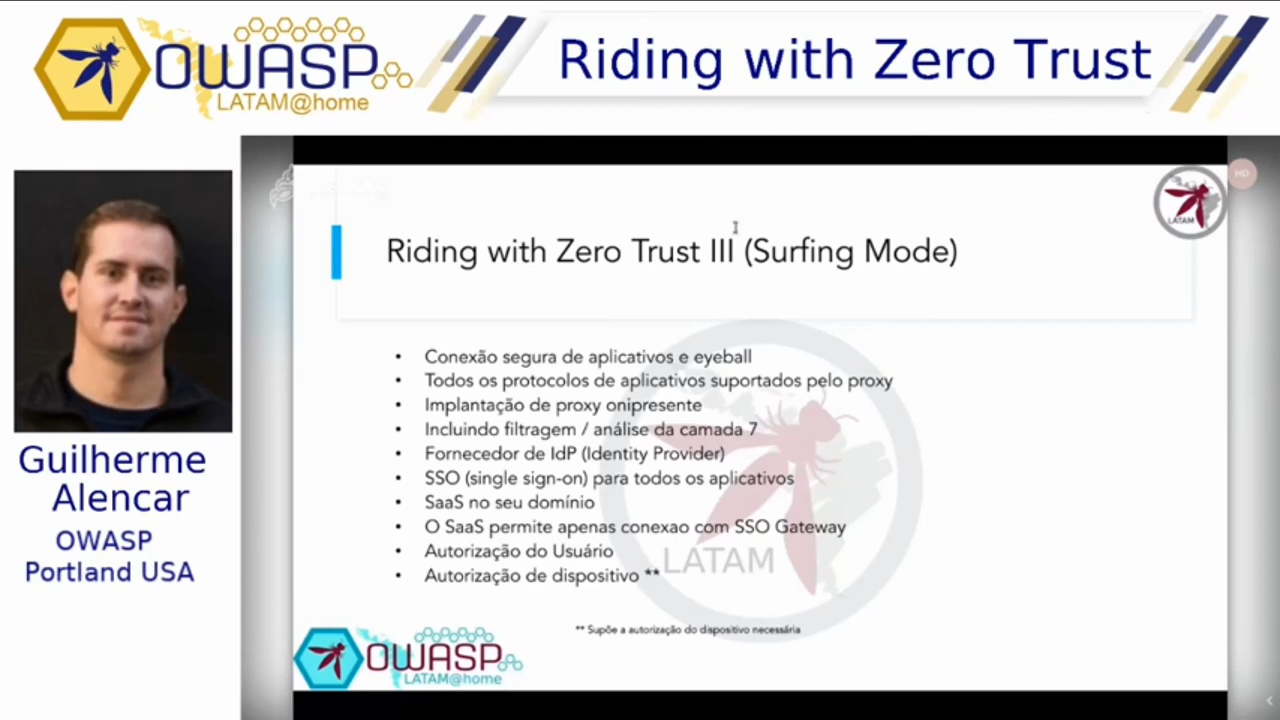 OWASP
LATAM@home
Riding with Zero Trust
HD
LATAM
Riding with Zero Trust III (Surfing Mode)
• Conexão segura de aplicativos e eyeball
• Todos os protocolos de aplicativos suportados pelo proxy
• Implantação de proxy onipresente
• Incluindo filtragem / análise da camada 7
• Fornecedor de IdP (Identity Provider)
• SSO (single sign-on) para todos os aplicativos
• SaaS no seu domínio
• O SaaS permite apenas conexao com SSO Gateway
• Autorização do Usuário
• Autorização de dispositivo **
LATAM
** Supõe a autorização do dispositivo necessária
OWASP
LATAM@home
Guilherme
Alencar
OWASP
Portland USA